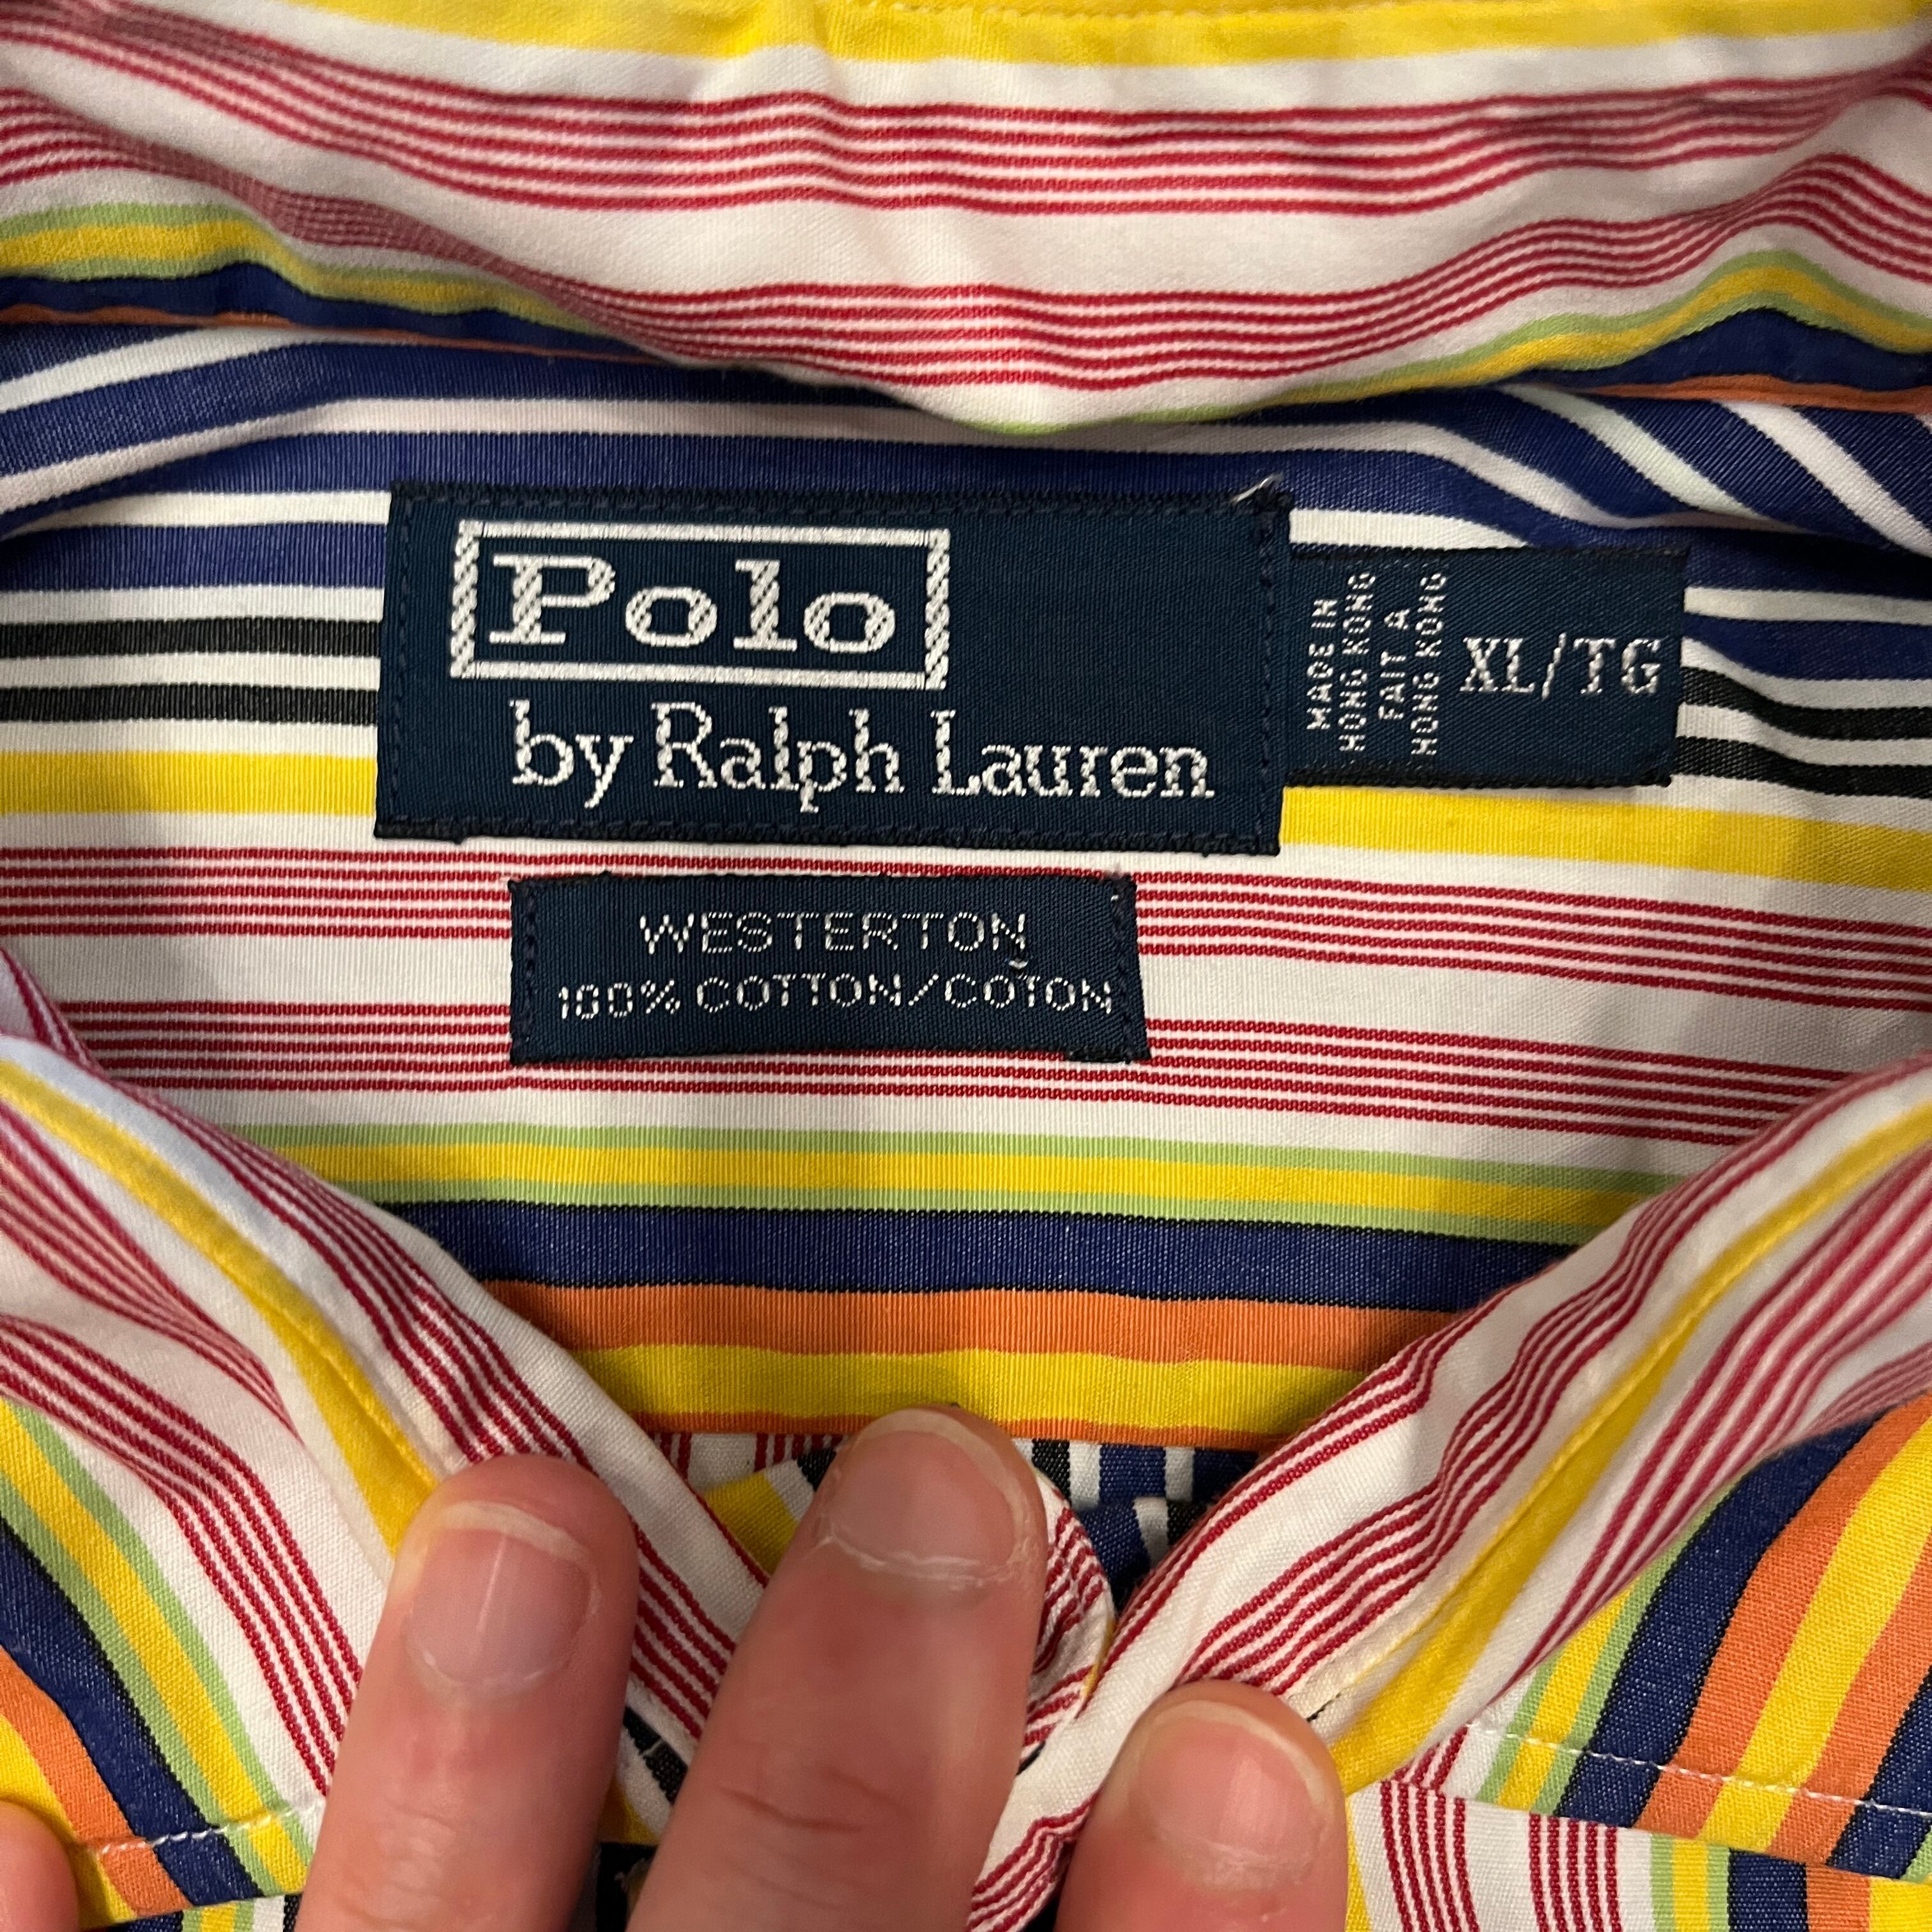 Polo
by Ralph Lauren
MADE IN
HONG KONG
FAIT A
HONG KONG
XL/TG
WESTERTON
100% COTTON/COTON